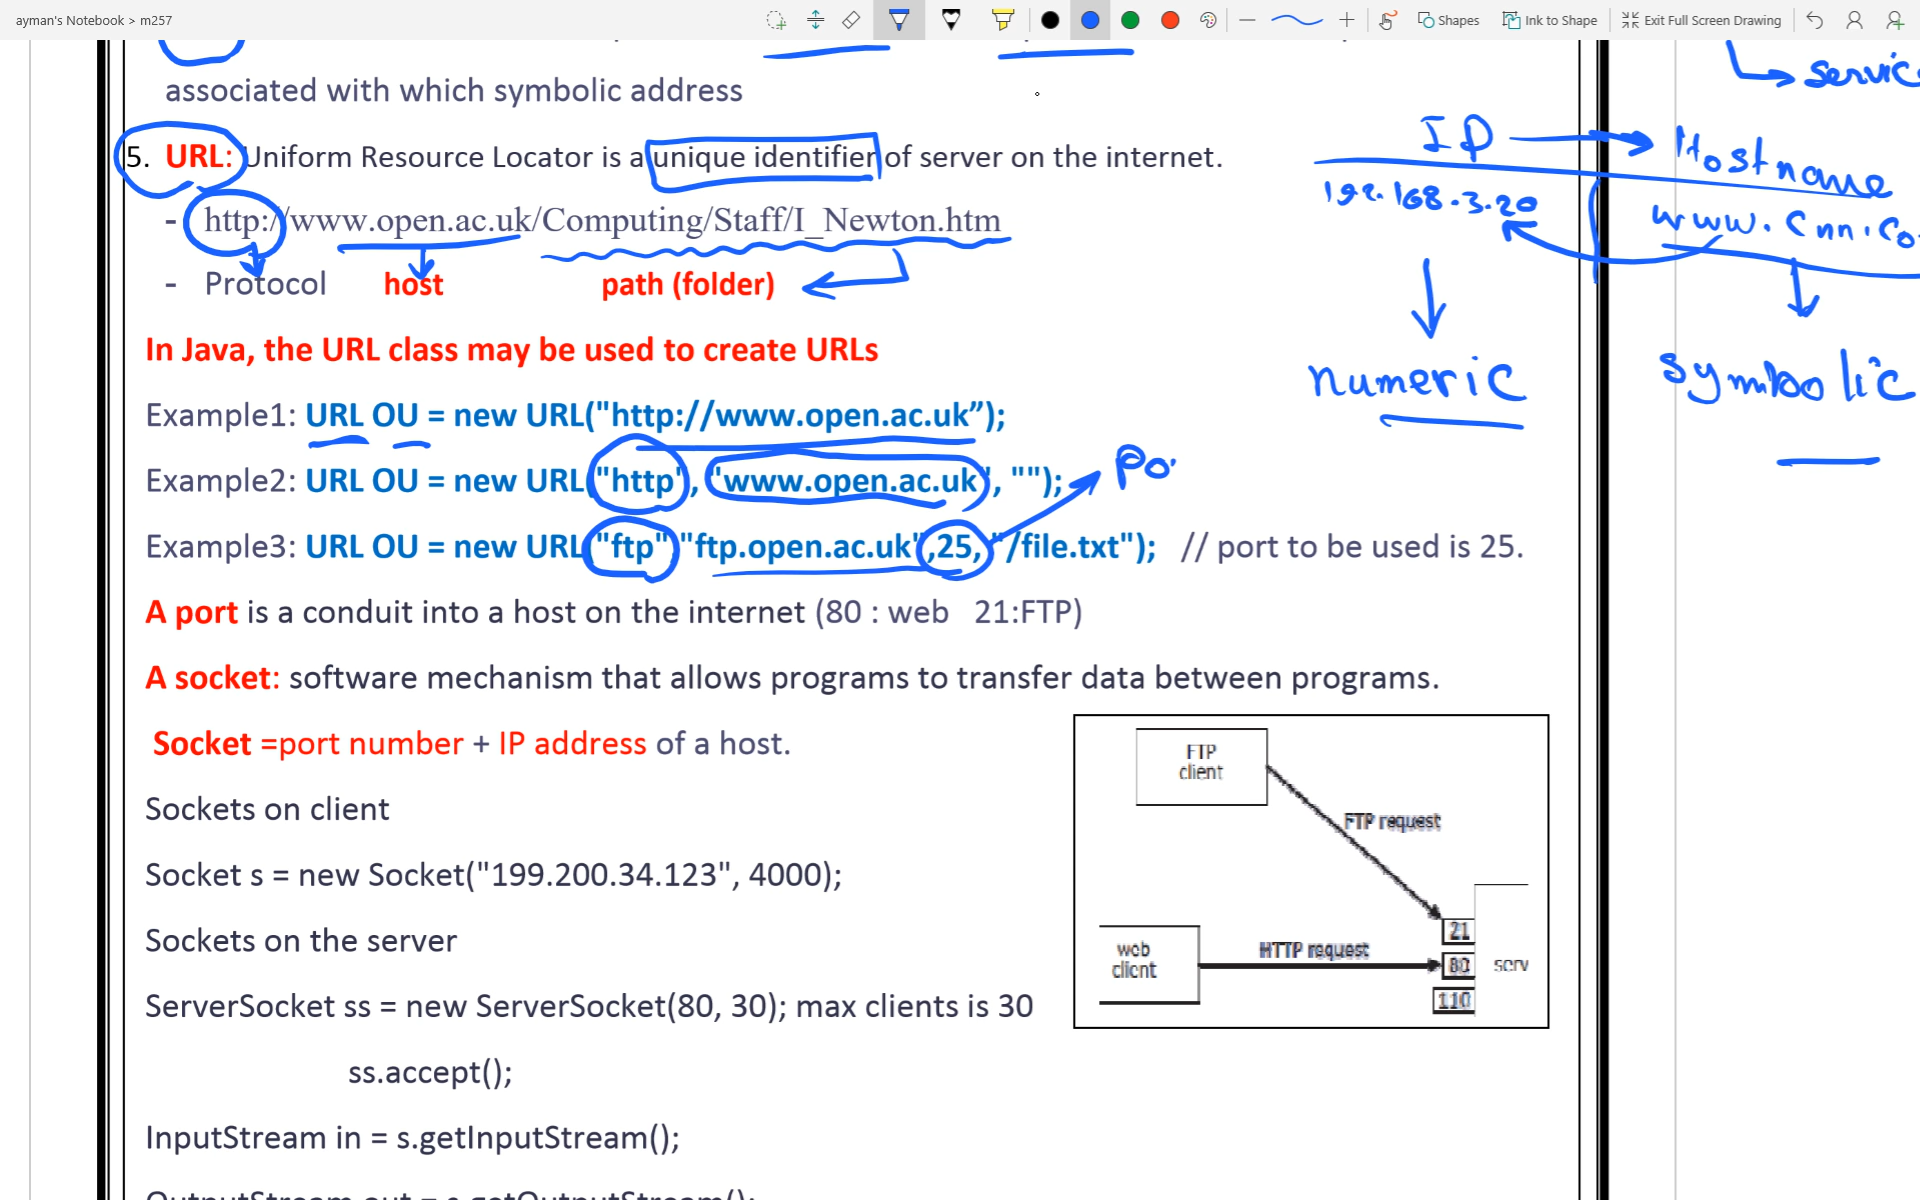 ayman's Notebook > m257
Shapes
Ink to Shape
Exit Full Screen Drawing
associated with which symbolic address
5. URL: Uniform Resource Locator is a unique identifier of server on the internet.
- http://www.open.ac.uk/Computing/Staff/I_Newton.htm
- Protocol host path (folder)
In Java, the URL class may be used to create URLs
Example1: URL OU = new URL("http://www.open.ac.uk”);
Example2: URL OU = new URL("http", "www.open.ac.uk", "");
Example3: URL OU = new URL("ftp" "ftp.open.ac.uk",25, "/file.txt"); // port to be used is 25.
A port is a conduit into a host on the internet (80 : web 21:FTP)
A socket: software mechanism that allows programs to transfer data between programs.
Socket =port number + IP address of a host.
Sockets on client
Socket s = new Socket("199.200.34.123", 4000);
Sockets on the server
ServerSocket ss = new ServerSocket(80, 30); max clients is 30
ss.accept();
InputStream in = s.getInputStream();
OutputStream out = s.getOutputStream();
FTP
client
FTP request
web
client
HTTP request
21
80
110
serv
Po
IP
Hostname
192.168.3.20
www.cnn.co
numeric
symbolic